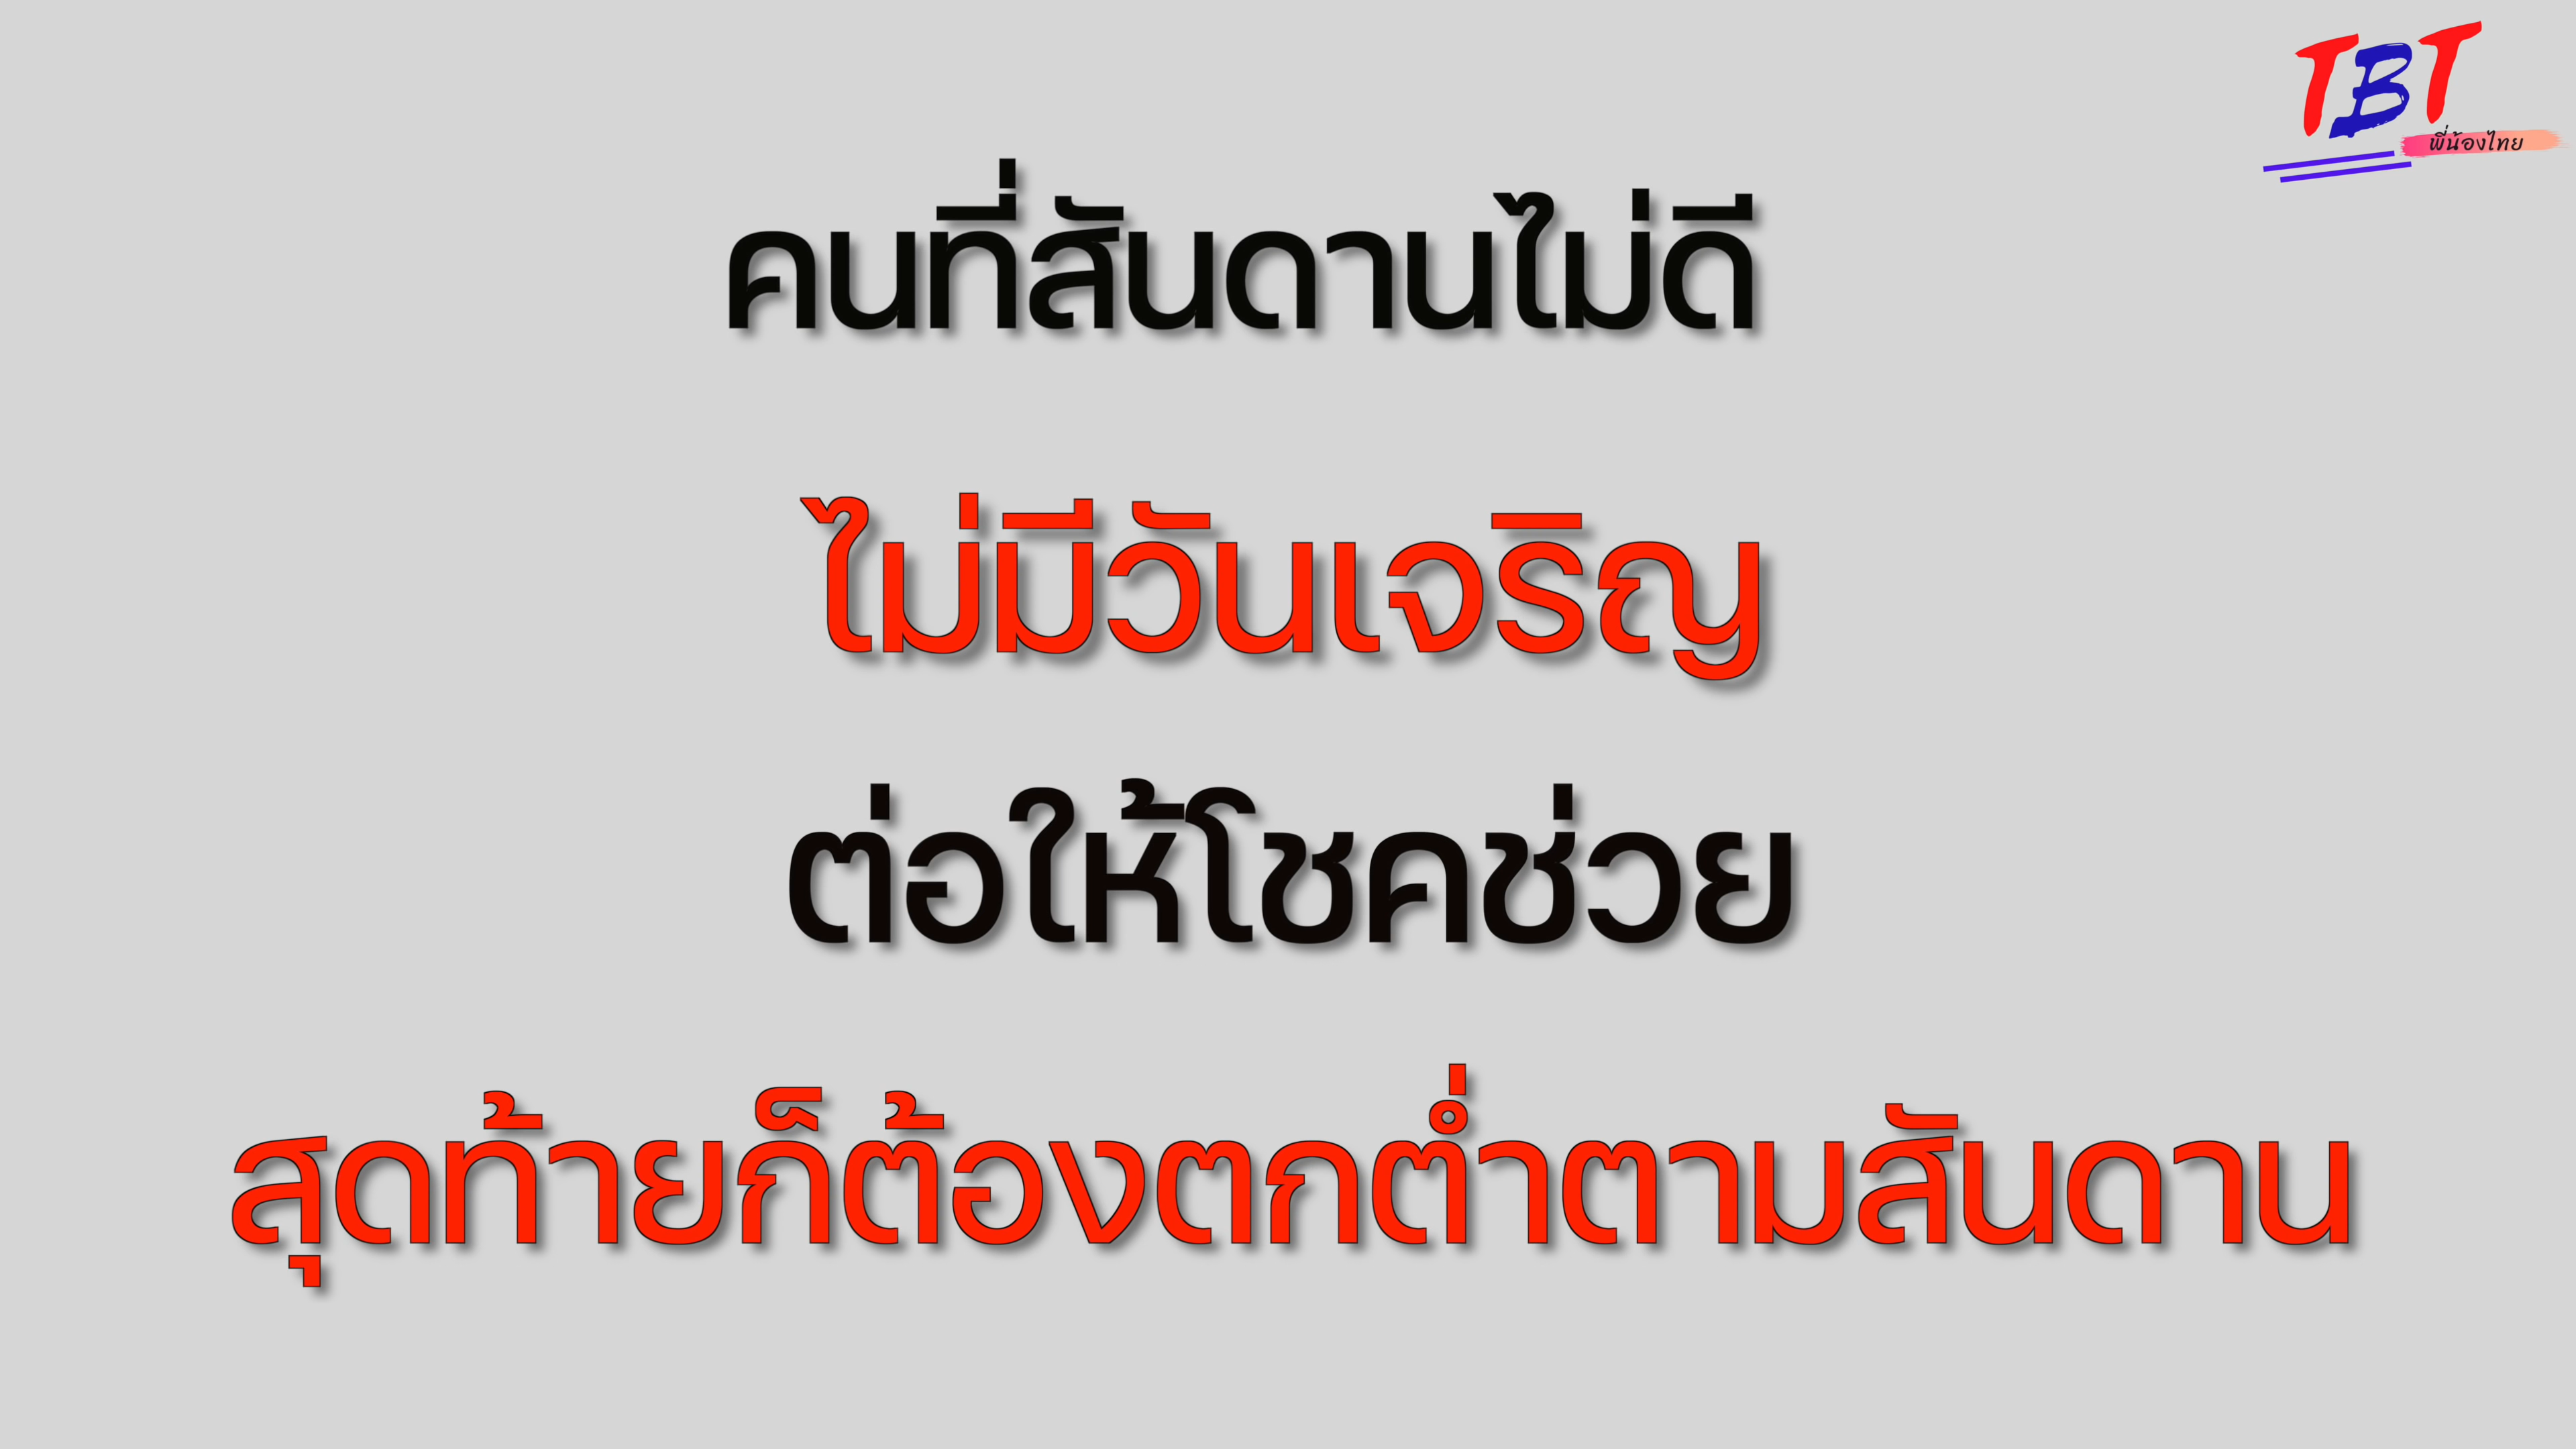 TBT
พี่น้องไทย
คนที่สันดานไม่ดี
ไม่มีวันเจริญ
ต่อให้โชคช่วย
สุดท้ายก็ต้องตกต่ำตามสันดาน